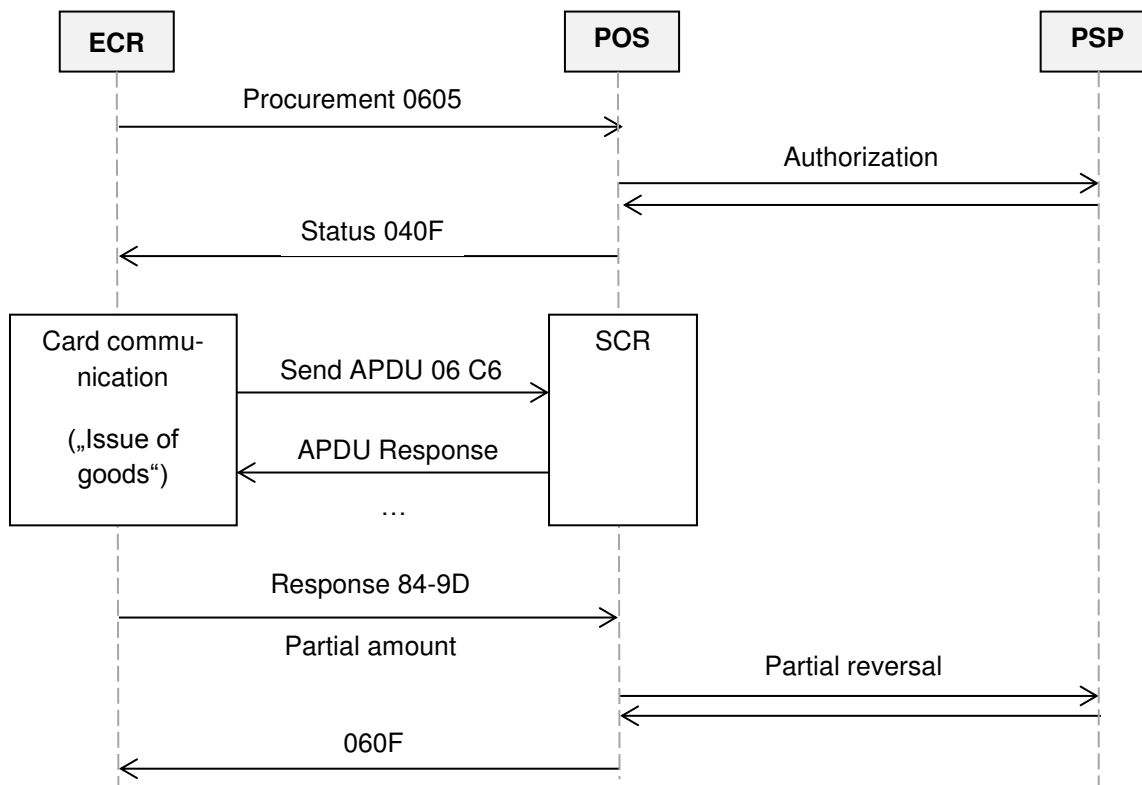 ECR
POS
PSP
Procurement 0605
Authorization
Status 040F
Card commu-
nication
(„Issue of
goods“)
SCR
Send APDU 06 C6
APDU Response
…
Response 84-9D
Partial amount
Partial reversal
060F